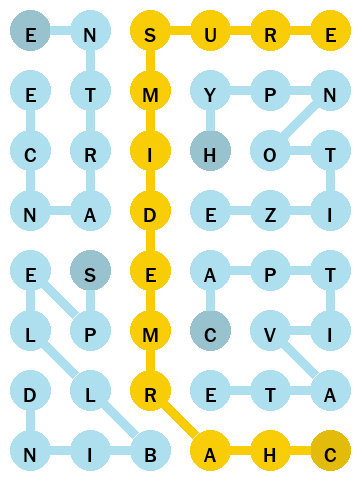 E N S U R E
E T M Y P N
C R I H O T
N A D E Z I
E S E A P T
L P M C V I
D L R E T A
N I B A H C